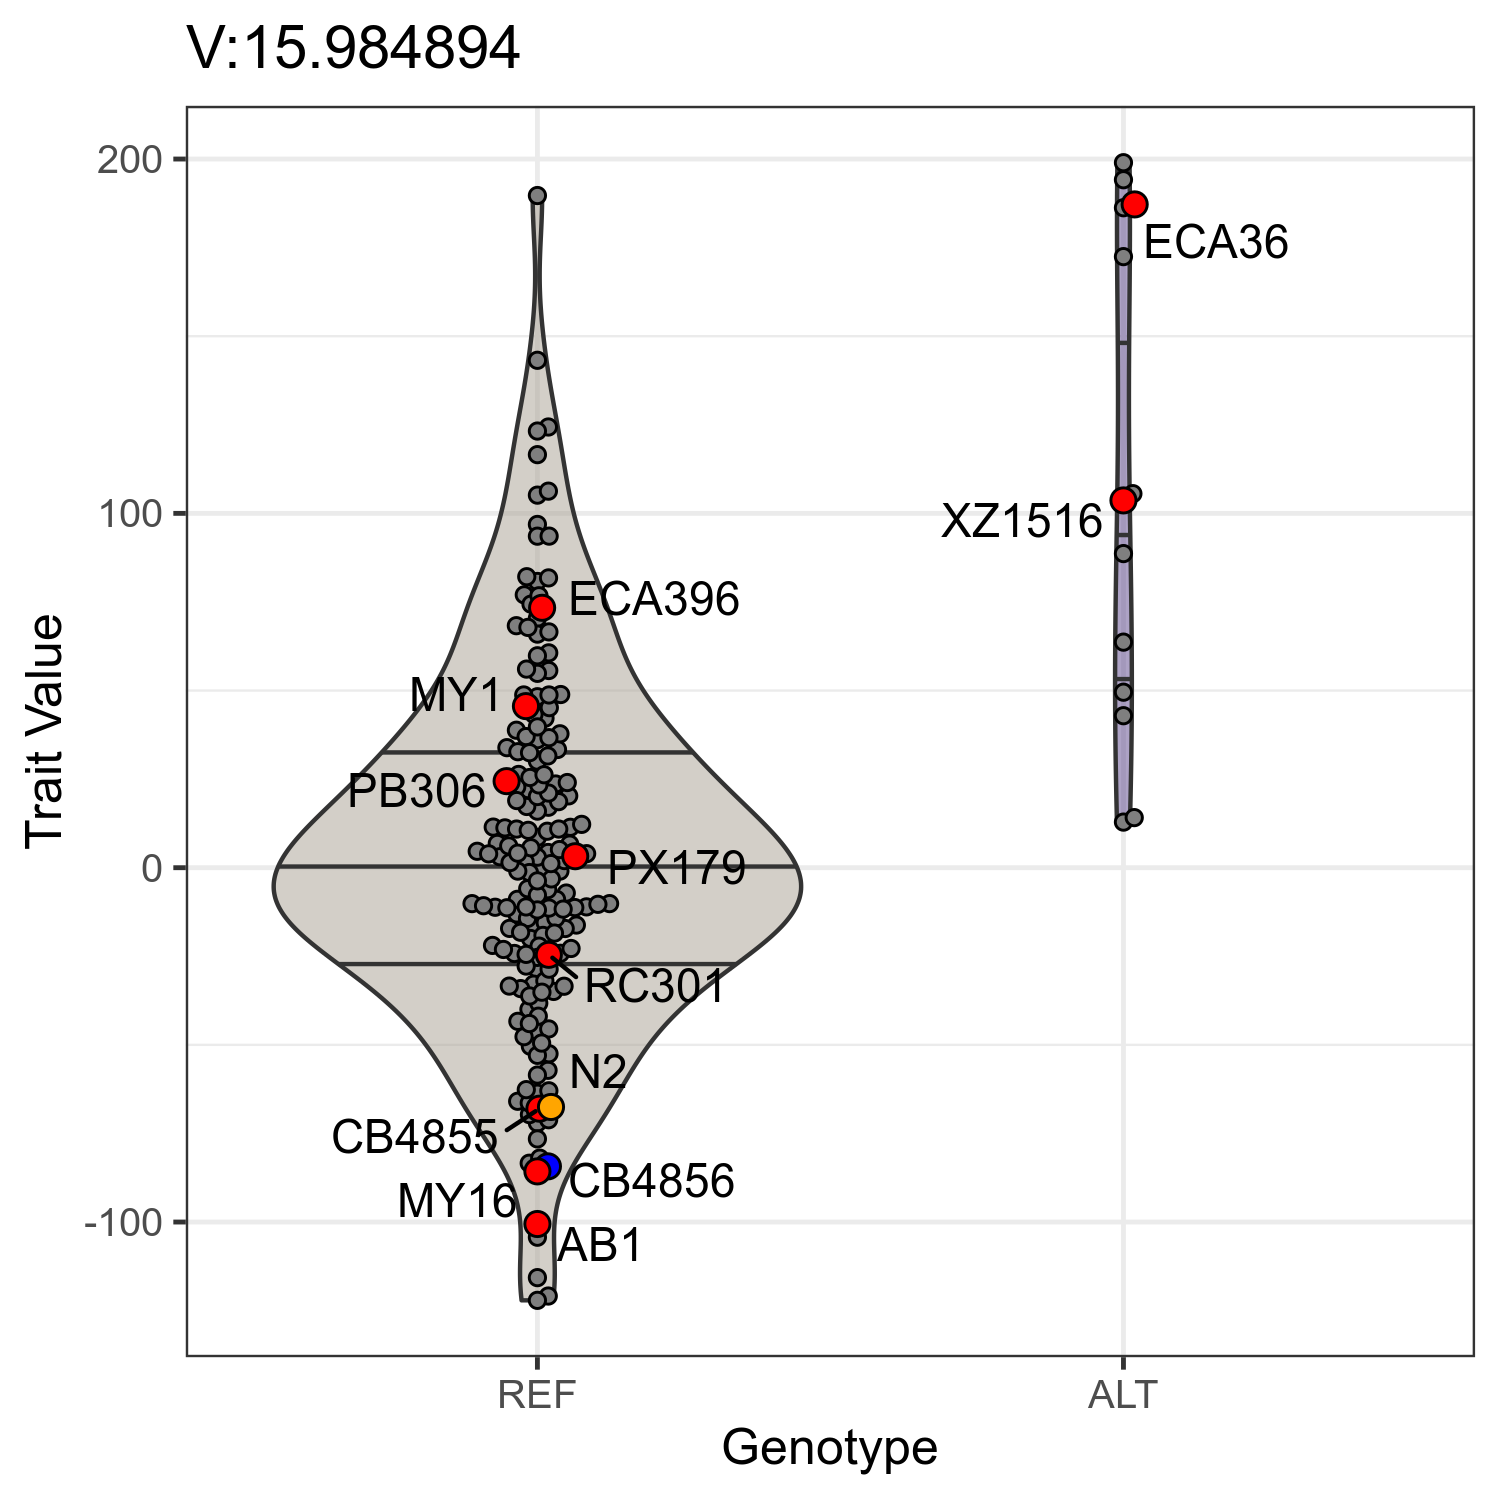 V:15.984894
Trait Value
200
100
0
-100
ECA36
XZ1516
ECA396
MY1
PB306
PX179
RC301
N2
CB4855
CB4856
MY16
AB1
REF
ALT
Genotype